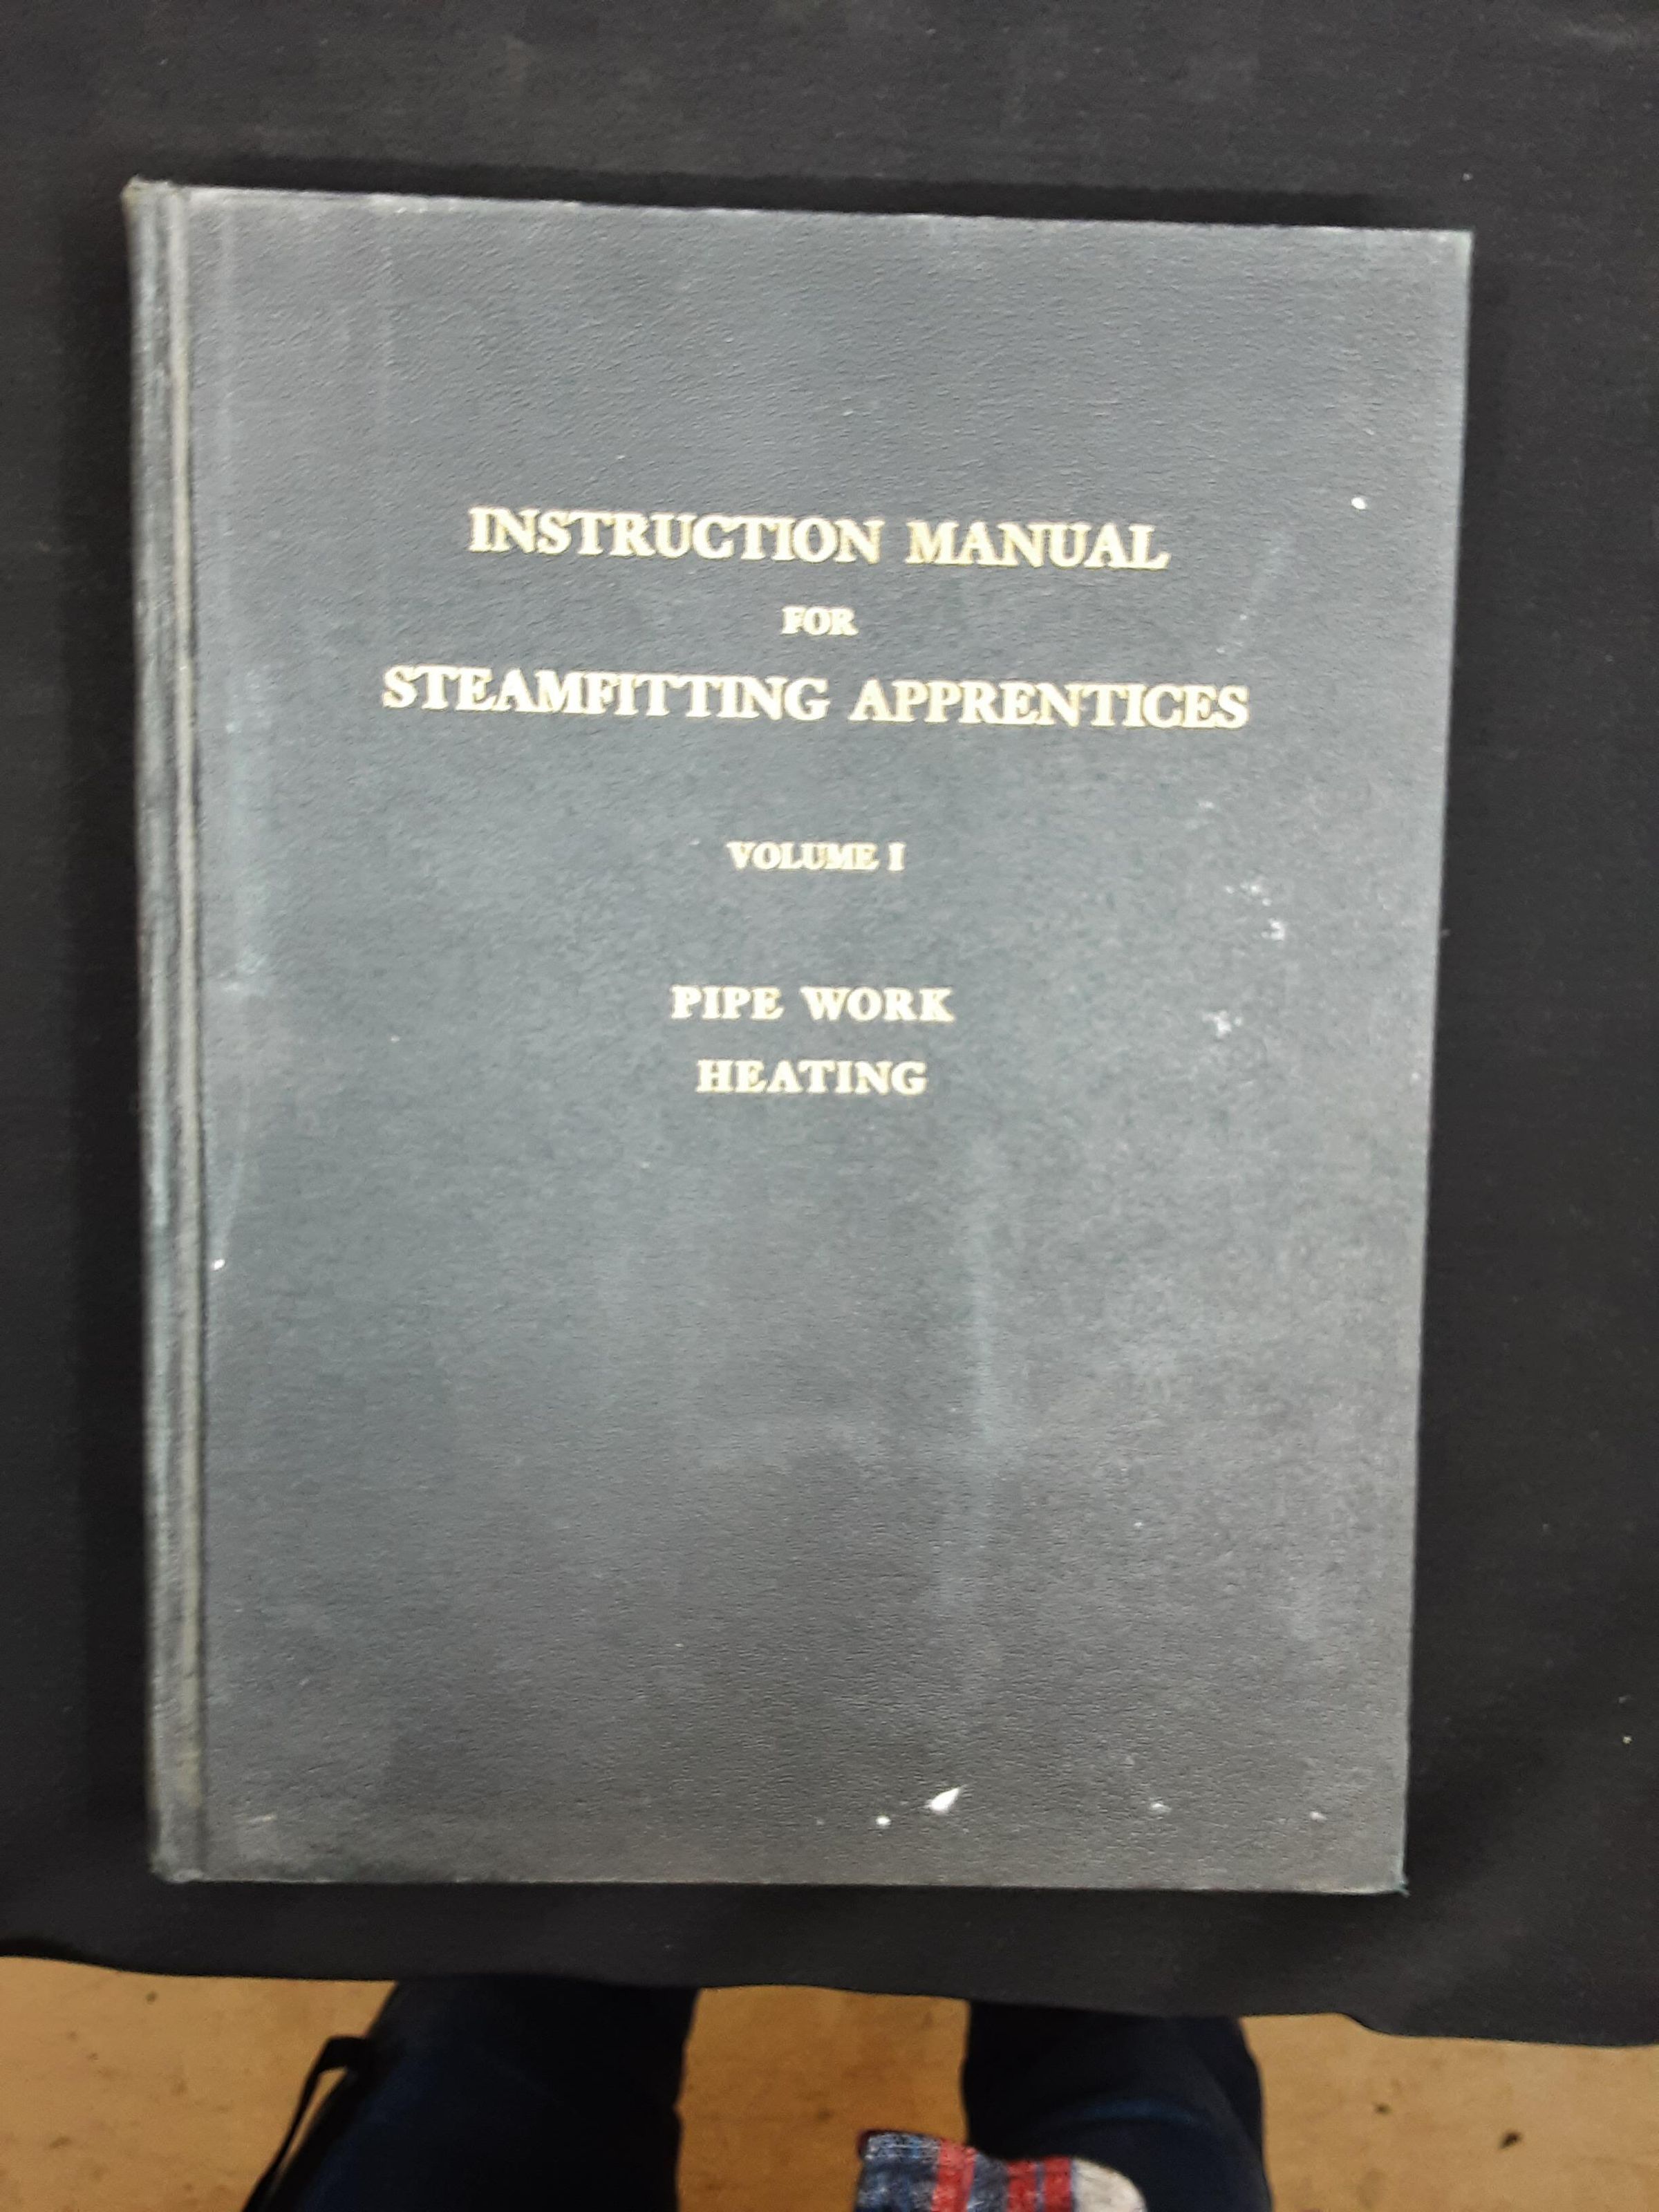 INSTRUCTION MANUAL
FOR
STEAMFITTING APPRENTICES
VOLUME I
PIPE WORK
HEATING